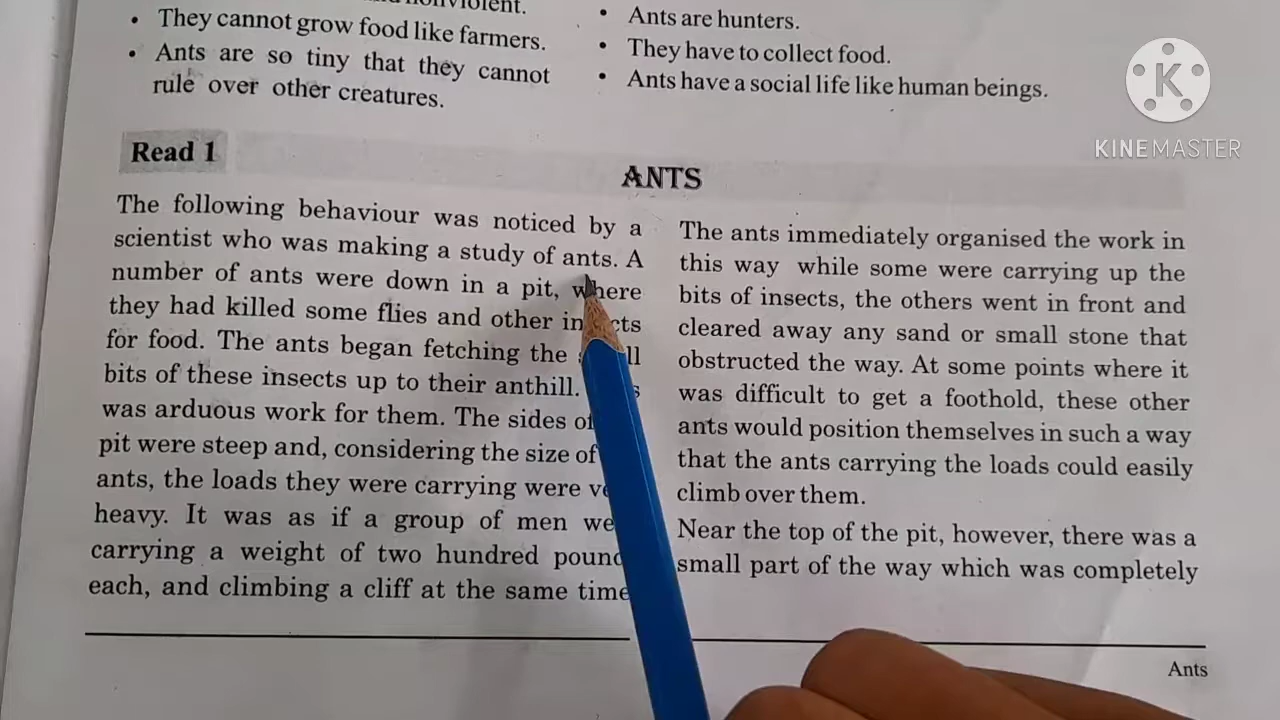 nonviolent.
• They cannot grow food like farmers.
• Ants are so tiny that they cannot
rule over other creatures.
• Ants are hunters.
• They have to collect food.
• Ants have a social life like human beings.
KINEMASTER
Read 1
ANTS
The following behaviour was noticed by a
scientist who was making a study of ants. A
number of ants were down in a pit, where
they had killed some flies and other insects
for food. The ants began fetching the
bits of these insects up to their anthill.
was arduous work for them. The sides of
pit were steep and, considering the size of
ants, the loads they were carrying were
heavy. It was as if a group of men
carrying a weight of two hundred
each, and climbing a cliff at the same time
The ants immediately organised the work in
this way while some were carrying up the
bits of insects, the others went in front and
cleared away any sand or small stone that
obstructed the way. At some points where it
was difficult to get a foothold, these other
ants would position themselves in such a way
that the ants carrying the loads could easily
climb over them.
Near the top of the pit, however, there was a
small part of the way which was completely
Ants